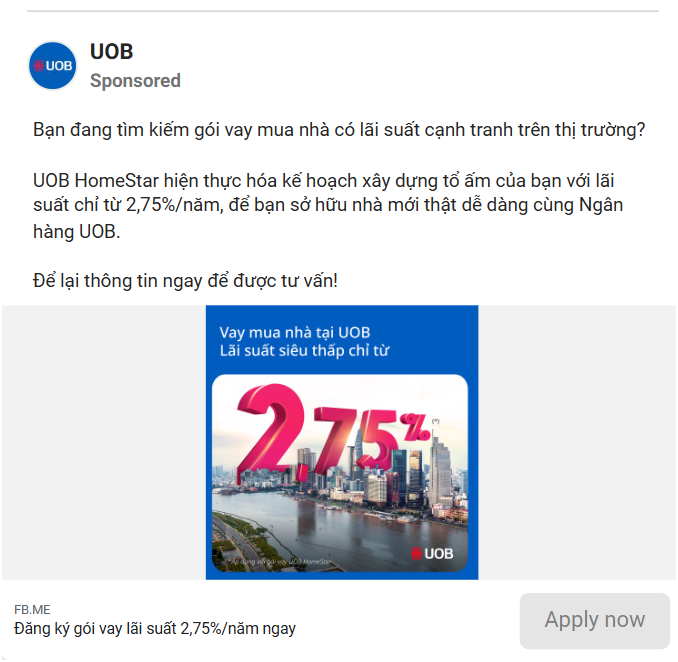 UOB
UOB
Sponsored
Bạn đang tìm kiếm gói vay mua nhà có lãi suất cạnh tranh trên thị trường?
UOB HomeStar hiện thực hóa kế hoạch xây dựng tổ ấm của bạn với lãi
suất chỉ từ 2,75%/năm, để bạn sở hữu nhà mới thật dễ dàng cùng Ngân
hàng UOB.
Để lại thông tin ngay để được tư vấn!
Vay mua nhà tại UOB
Lãi suất siêu thấp chỉ từ
2,75% (*)
UOB
*Áp dụng với gói vay UOB HomeStar
FB.ME
Đăng ký gói vay lãi suất 2,75%/năm ngay
Apply now